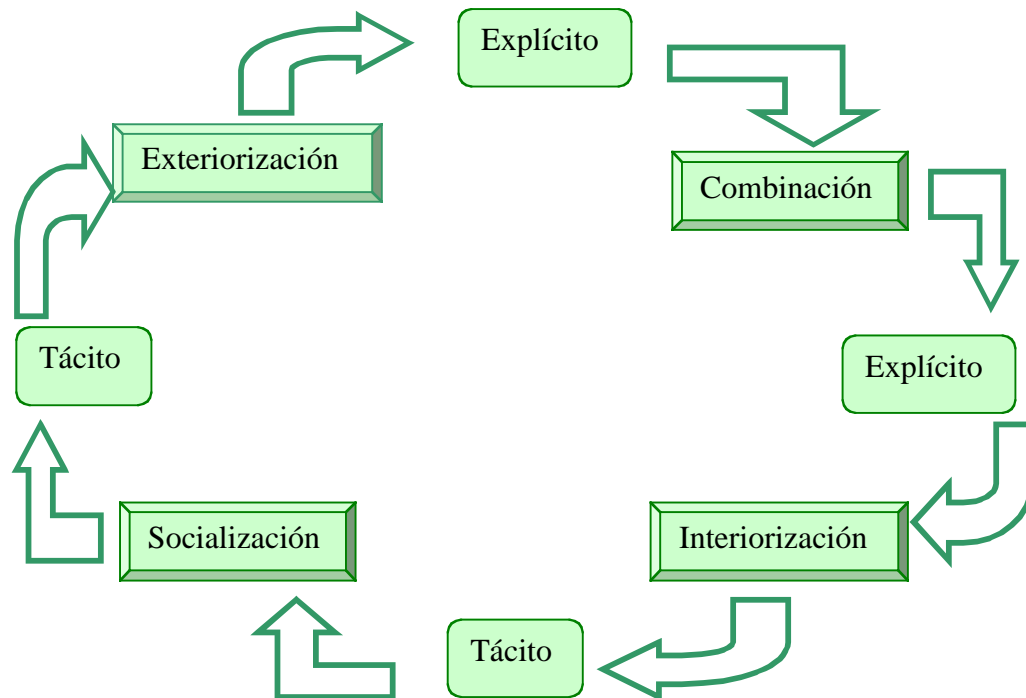 Explícito
Exteriorización
Combinación
Tácito
Explícito
Socialización
Interiorización
Tácito